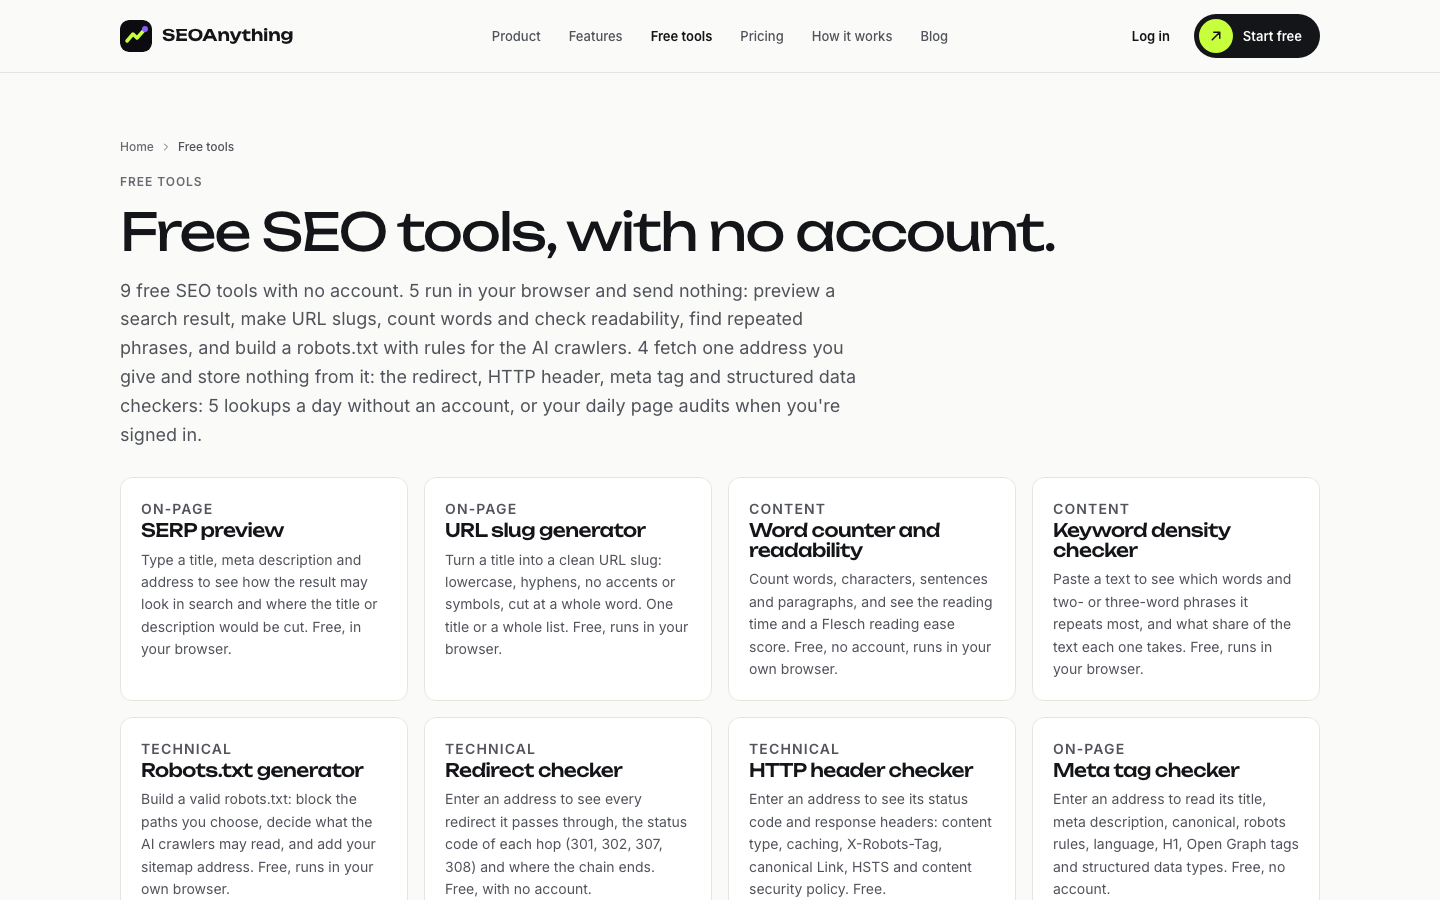 SEOAnything
Product
Features
Free tools
Pricing
How it works
Blog
Log in
Start free
Home
Free tools
FREE TOOLS
Free SEO tools, with no account.
9 free SEO tools with no account. 5 run in your browser and send nothing: preview a
search result, make URL slugs, count words and check readability, find repeated
phrases, and build a robots.txt with rules for the AI crawlers. 4 fetch one address you
give and store nothing from it: the redirect, HTTP header, meta tag and structured data
checkers: 5 lookups a day without an account, or your daily page audits when you're
signed in.
ON-PAGE
SERP preview
Type a title, meta description and
address to see how the result may
look in search and where the title or
description would be cut. Free, in
your browser.
ON-PAGE
URL slug generator
Turn a title into a clean URL slug:
lowercase, hyphens, no accents or
symbols, cut at a whole word. One
title or a whole list. Free, runs in your
browser.
CONTENT
Word counter and
readability
Count words, characters, sentences
and paragraphs, and see the reading
time and a Flesch reading ease
score. Free, no account, runs in your
own browser.
CONTENT
Keyword density
checker
Paste a text to see which words and
two- or three-word phrases it
repeats most, and what share of the
text each one takes. Free, runs in
your browser.
TECHNICAL
Robots.txt generator
Build a valid robots.txt: block the
paths you choose, decide what the
AI crawlers may read, and add your
sitemap address. Free, runs in your
own browser.
TECHNICAL
Redirect checker
Enter an address to see every
redirect it passes through, the status
code of each hop (301, 302, 307,
308) and where the chain ends.
Free, with no account.
TECHNICAL
HTTP header checker
Enter an address to see its status
code and response headers: content
type, caching, X-Robots-Tag,
canonical Link, HSTS and content
security policy. Free.
ON-PAGE
Meta tag checker
Enter an address to read its title,
meta description, canonical, robots
rules, language, H1, Open Graph tags
and structured data types. Free, no
account.